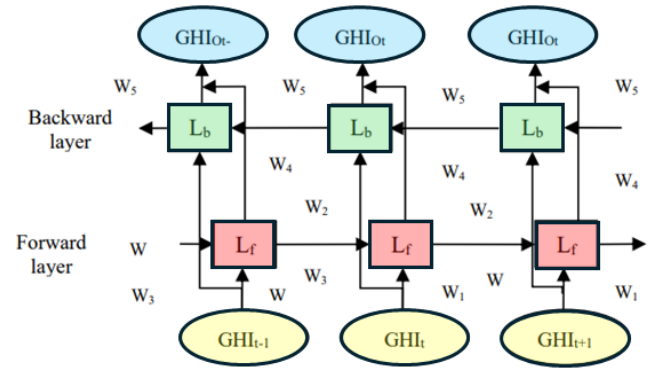 GHIOt- GHIOt GHIOt
W5 W5 W5 W5
Backward
layer
Lb Lb Lb
W4 W4 W4
W2 W2
Forward
layer
W Lf Lf Lf
W3 W W3 W1 W W1
GHIt-1 GHIt GHIt+1